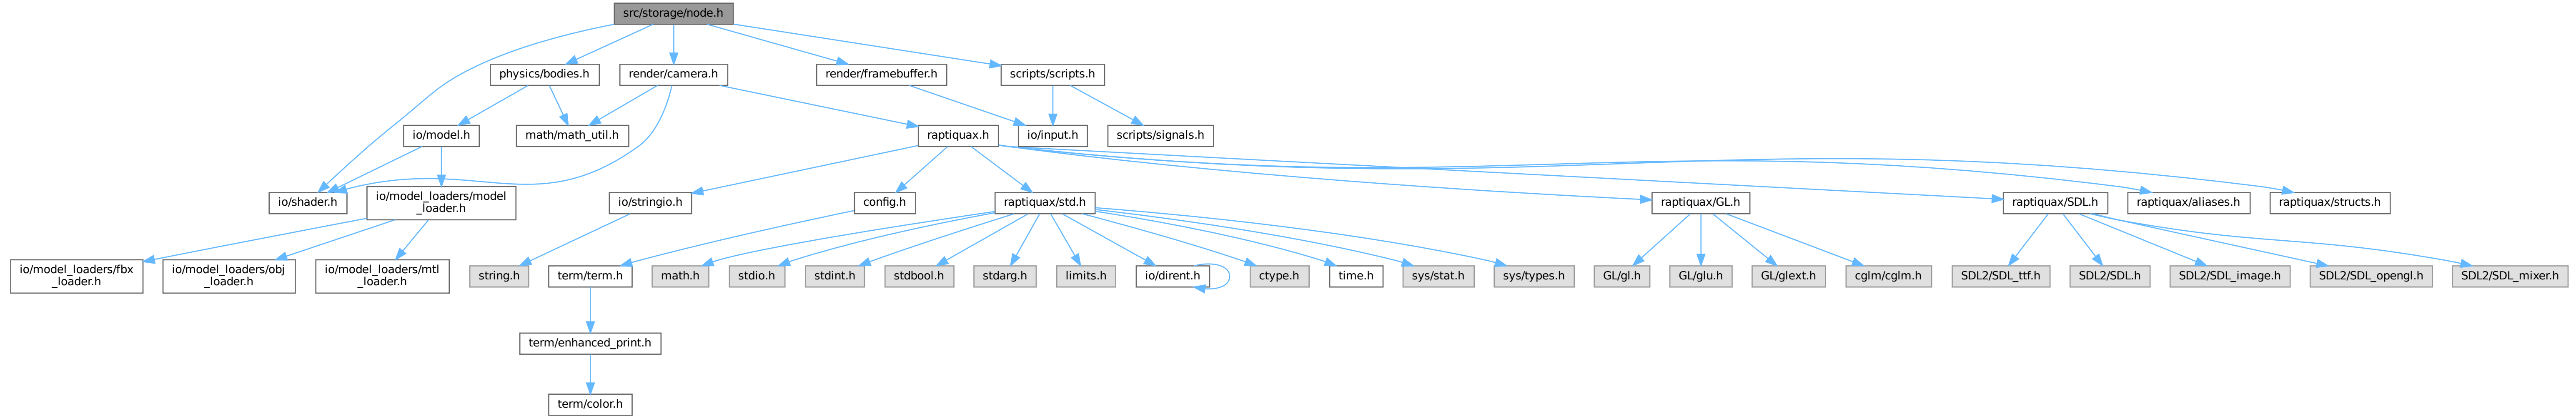 src/storage/node.h
physics/bodies.h
render/camera.h
render/framebuffer.h
scripts/scripts.h
io/model.h
math/math_util.h
raptiquax.h
io/input.h
scripts/signals.h
io/shader.h
io/model_loaders/model
_loader.h
io/stringio.h
config.h
raptiquax/std.h
raptiquax/GL.h
raptiquax/SDL.h
raptiquax/aliases.h
raptiquax/structs.h
io/model_loaders/fbx
_loader.h
io/model_loaders/obj
_loader.h
io/model_loaders/mtl
_loader.h
string.h
term/term.h
math.h
stdio.h
stdint.h
stdbool.h
stdarg.h
limits.h
io/dirent.h
ctype.h
time.h
sys/stat.h
sys/types.h
GL/gl.h
GL/glu.h
GL/glext.h
cglm/cglm.h
SDL2/SDL_ttf.h
SDL2/SDL.h
SDL2/SDL_image.h
SDL2/SDL_opengl.h
SDL2/SDL_mixer.h
term/enhanced_print.h
term/color.h